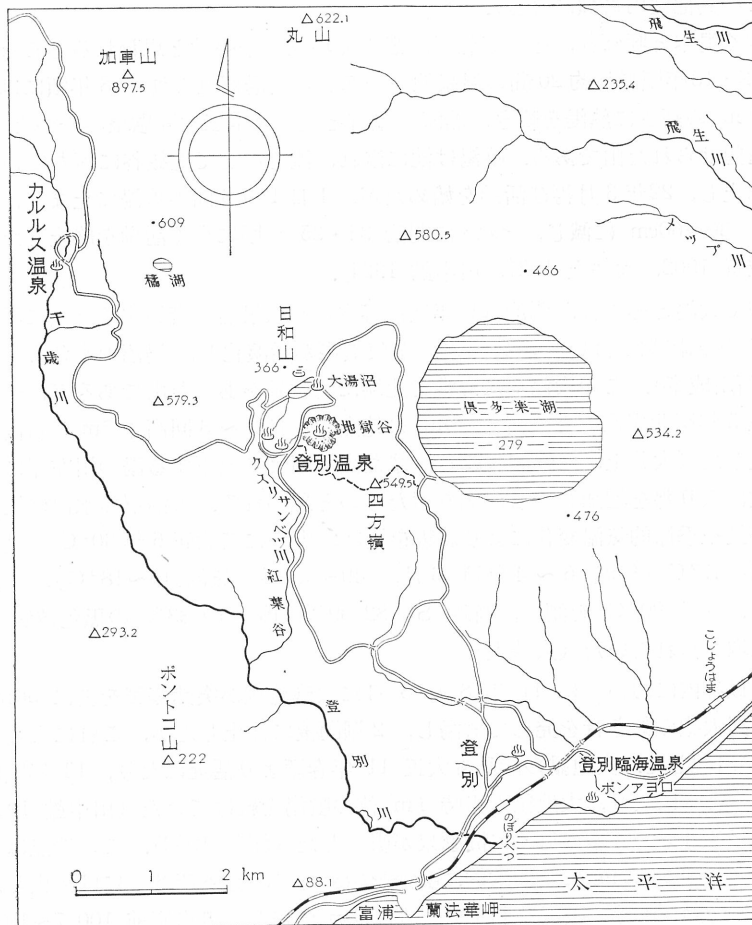 △622.1
丸山
加車山
△
897.5
飛生川
△235.4
飛生川
メップ川
カルルス温泉
•609
橘湖
△580.5
•466
千歳川
日和山
366•
大湯沼
△579.3
地獄谷
登別温泉
倶多楽湖
—279—
△534.2
△549.5
四方嶺
クスリサンベツ川
紅葉谷
•476
△293.2
ポントコ山
△222
登別川
登別
こじょうはま
登別臨海温泉
ポンアヨロ
のぼりべつ
0 1 2 km
△88.1
太平洋
富浦
蘭法華岬